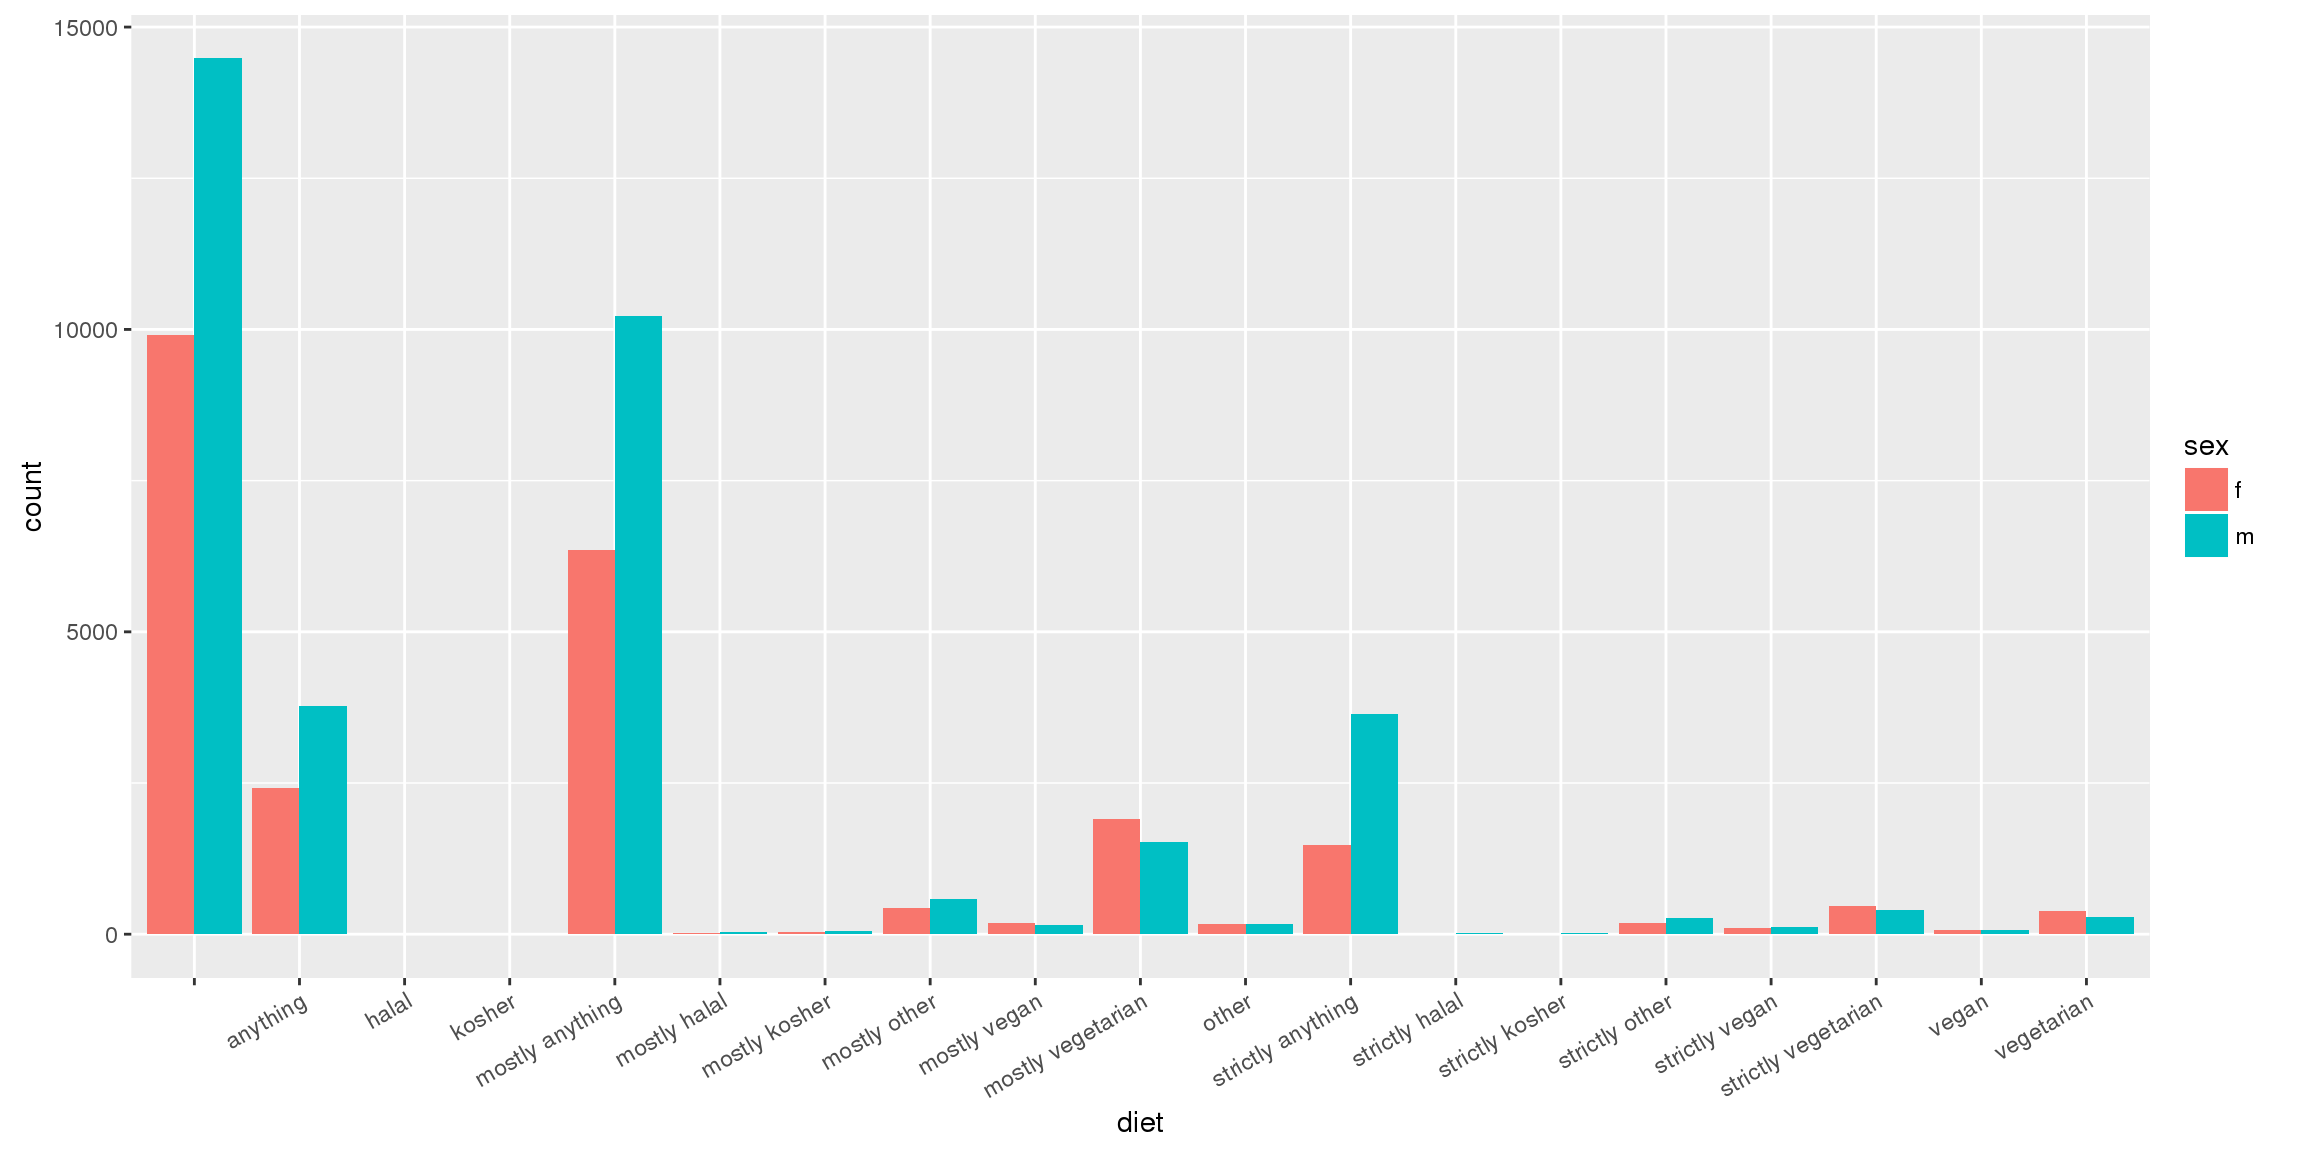 15000
10000
5000
0
count
anything
halal
kosher
mostly anything
mostly halal
mostly kosher
mostly other
mostly vegan
mostly vegetarian
other
strictly anything
strictly halal
strictly kosher
strictly other
strictly vegan
strictly vegetarian
vegan
vegetarian
diet
sex
f
m